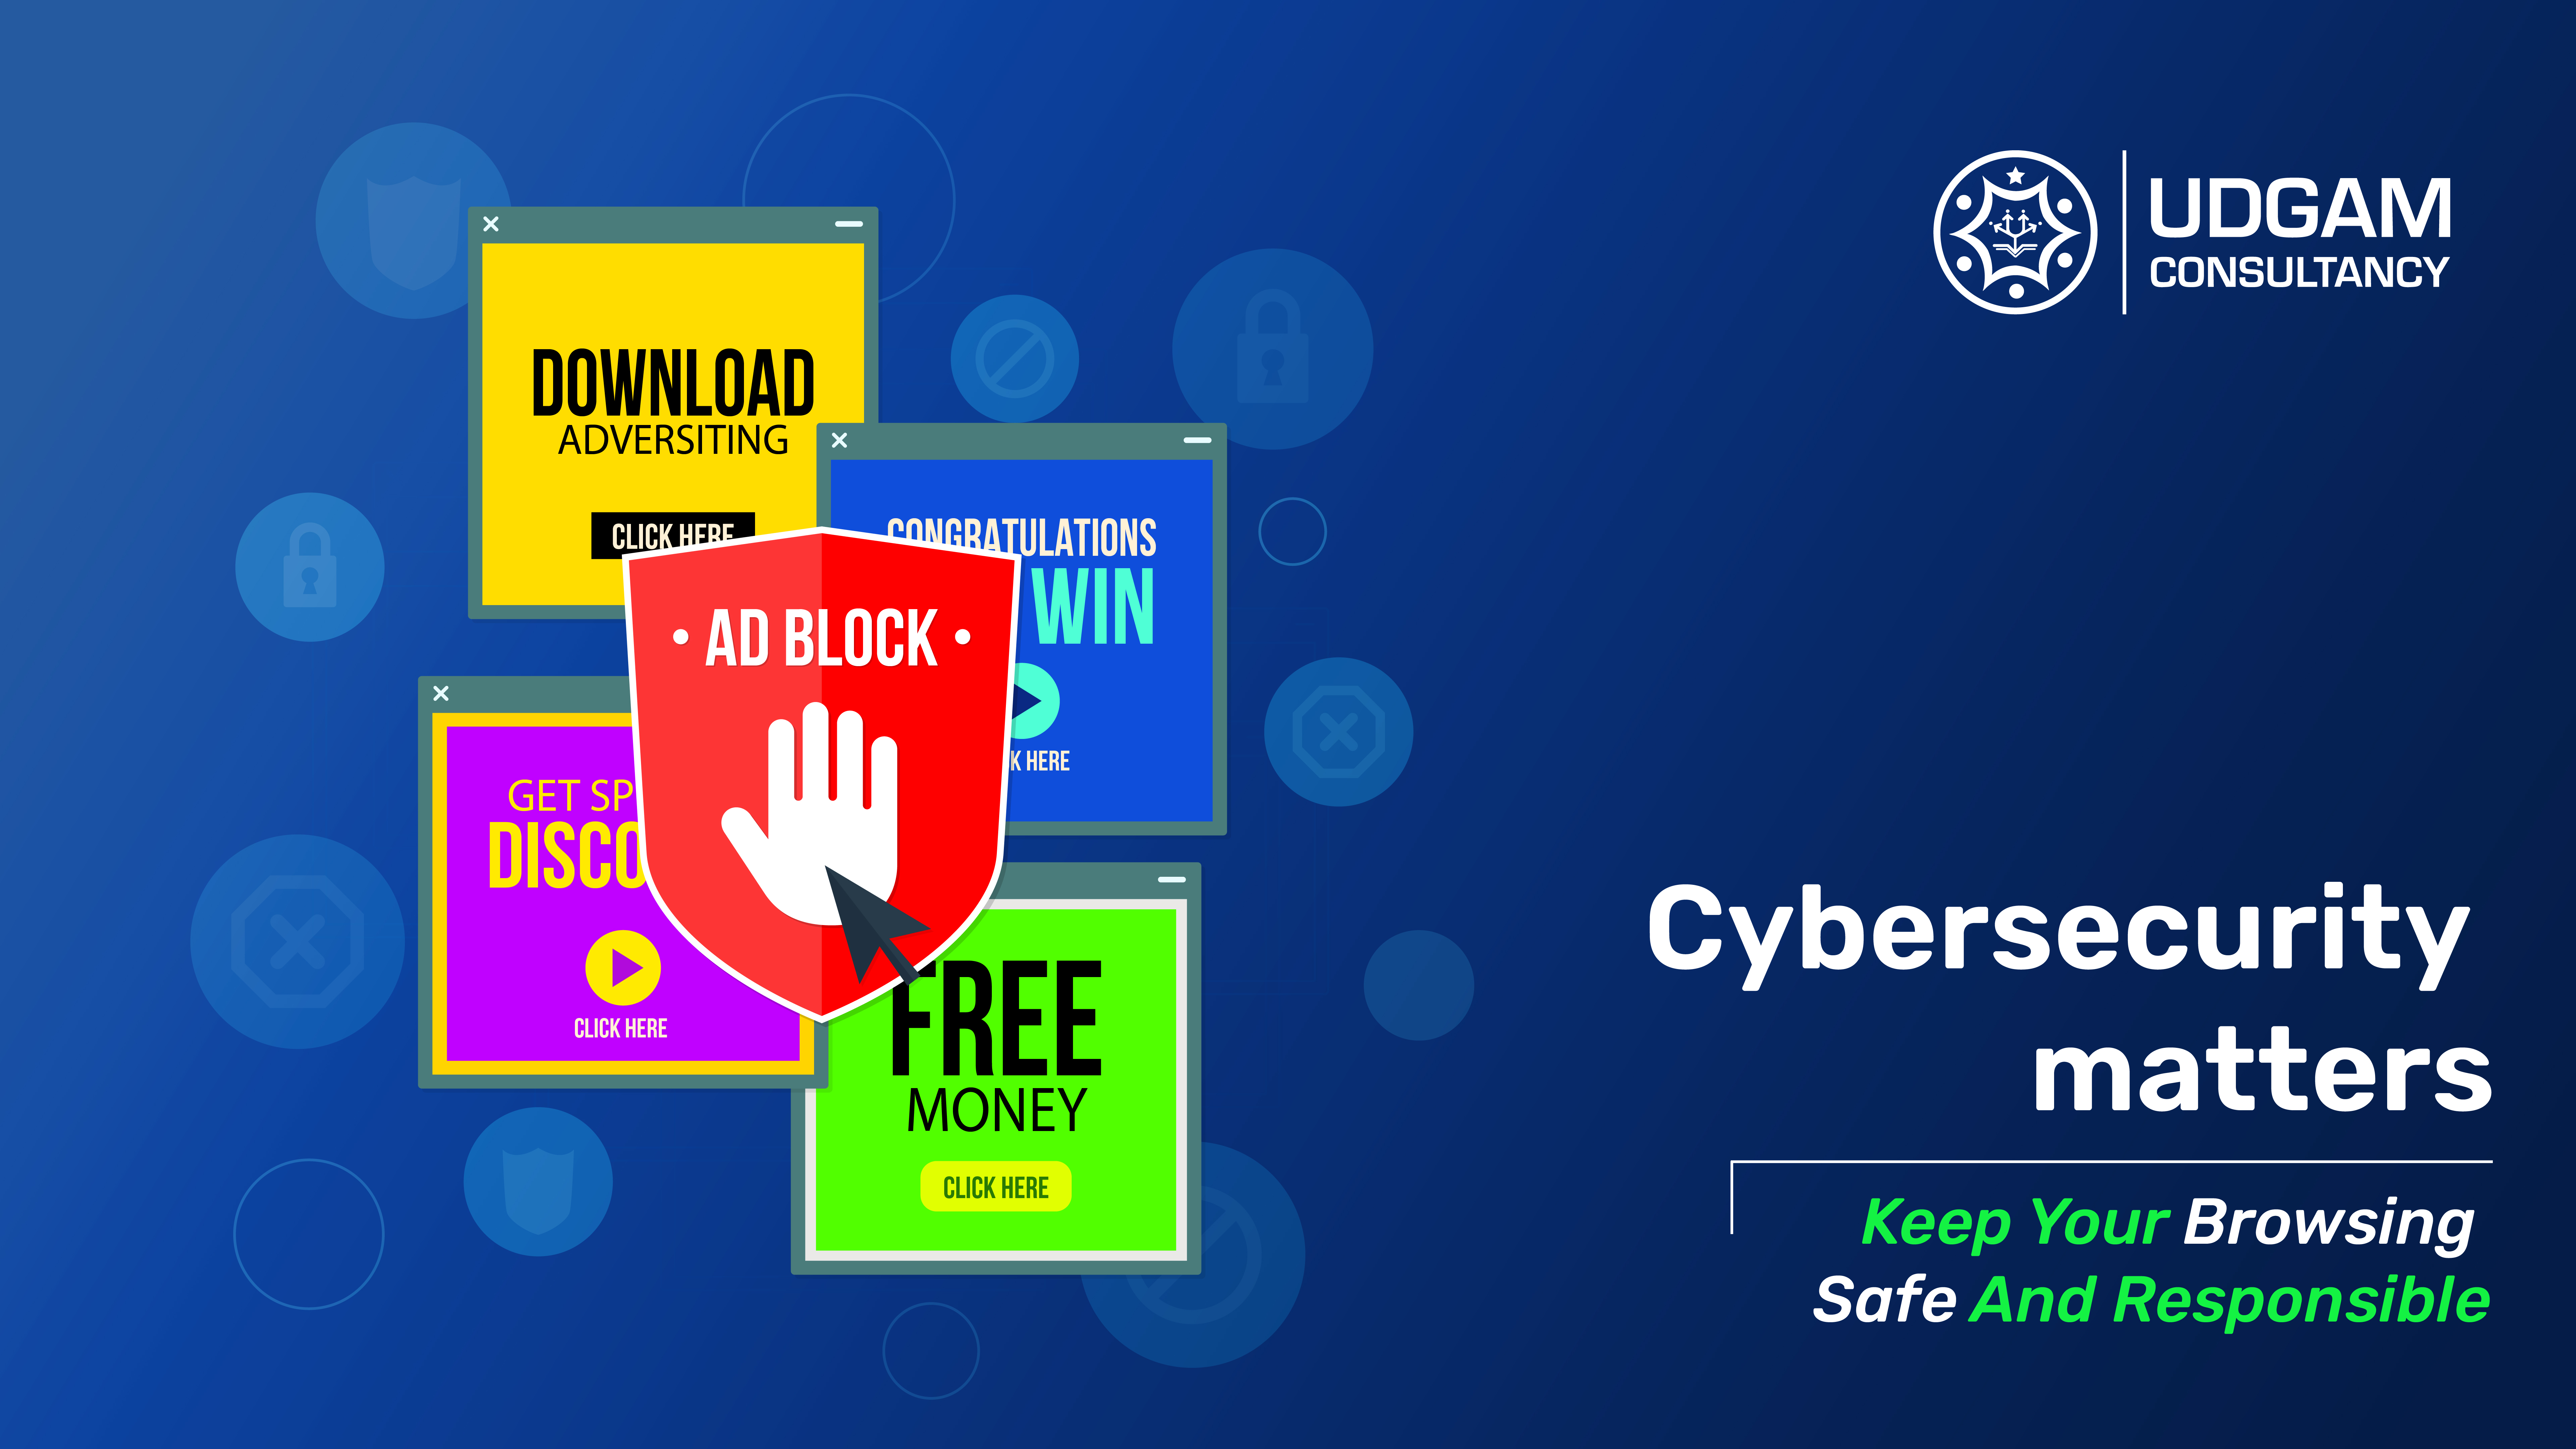 UDGAM
CONSULTANCY
DOWNLOAD
ADVERSITING
CLICK HERE
CONGRATULATIONS
WIN
K HERE
• AD BLOCK •
GET SP
DISCO
CLICK HERE
FREE
MONEY
CLICK HERE
Cybersecurity
matters
Keep Your Browsing
Safe And Responsible